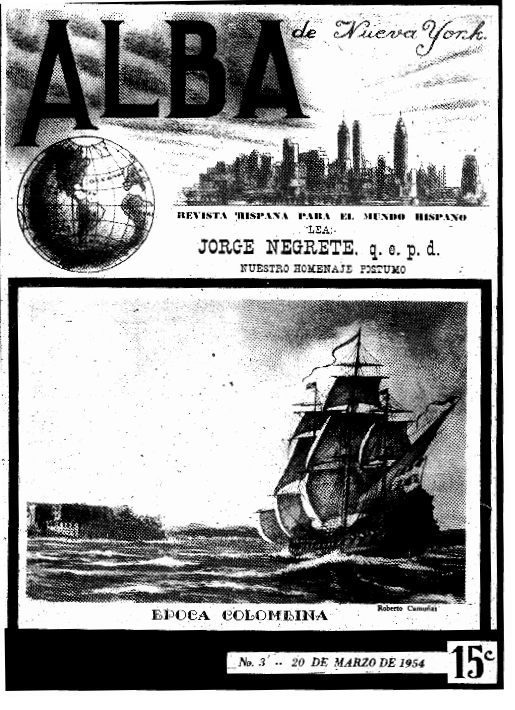 ALBA de Nueva York.
REVISTA HISPANA PARA EL MUNDO HISPANO
LEA:-
JORGE NEGRETE, q. e. p. d.
NUESTRO HOMENAJE POSTUMO
Roberto Camuñas
EPOCA COLOMBINA
No. 3 -- 20 DE MARZO DE 1954
15c